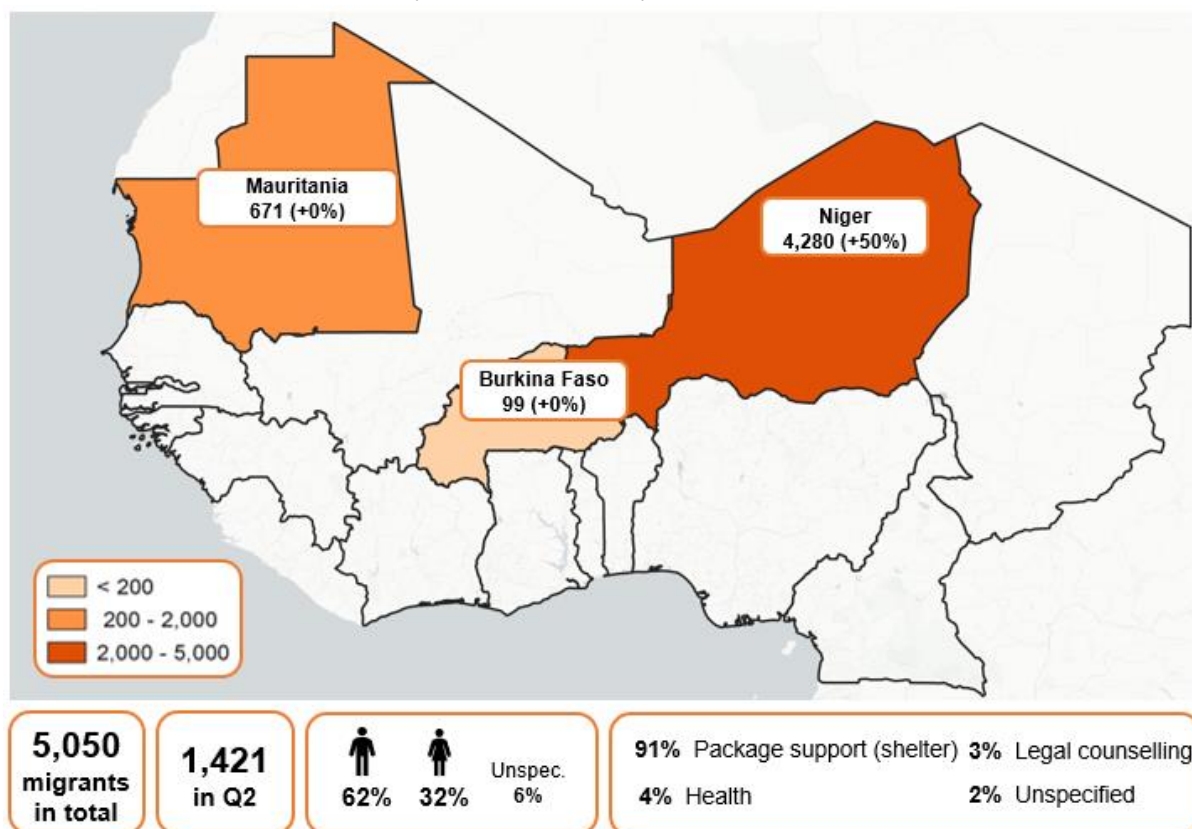 Mauritania
671 (+0%)
Niger
4,280 (+50%)
Burkina Faso
99 (+0%)
< 200
200 - 2,000
2,000 - 5,000
5,050
migrants
in total
1,421
in Q2
62%
32%
Unspec.
6%
91% Package support (shelter)
3% Legal counselling
4% Health
2% Unspecified